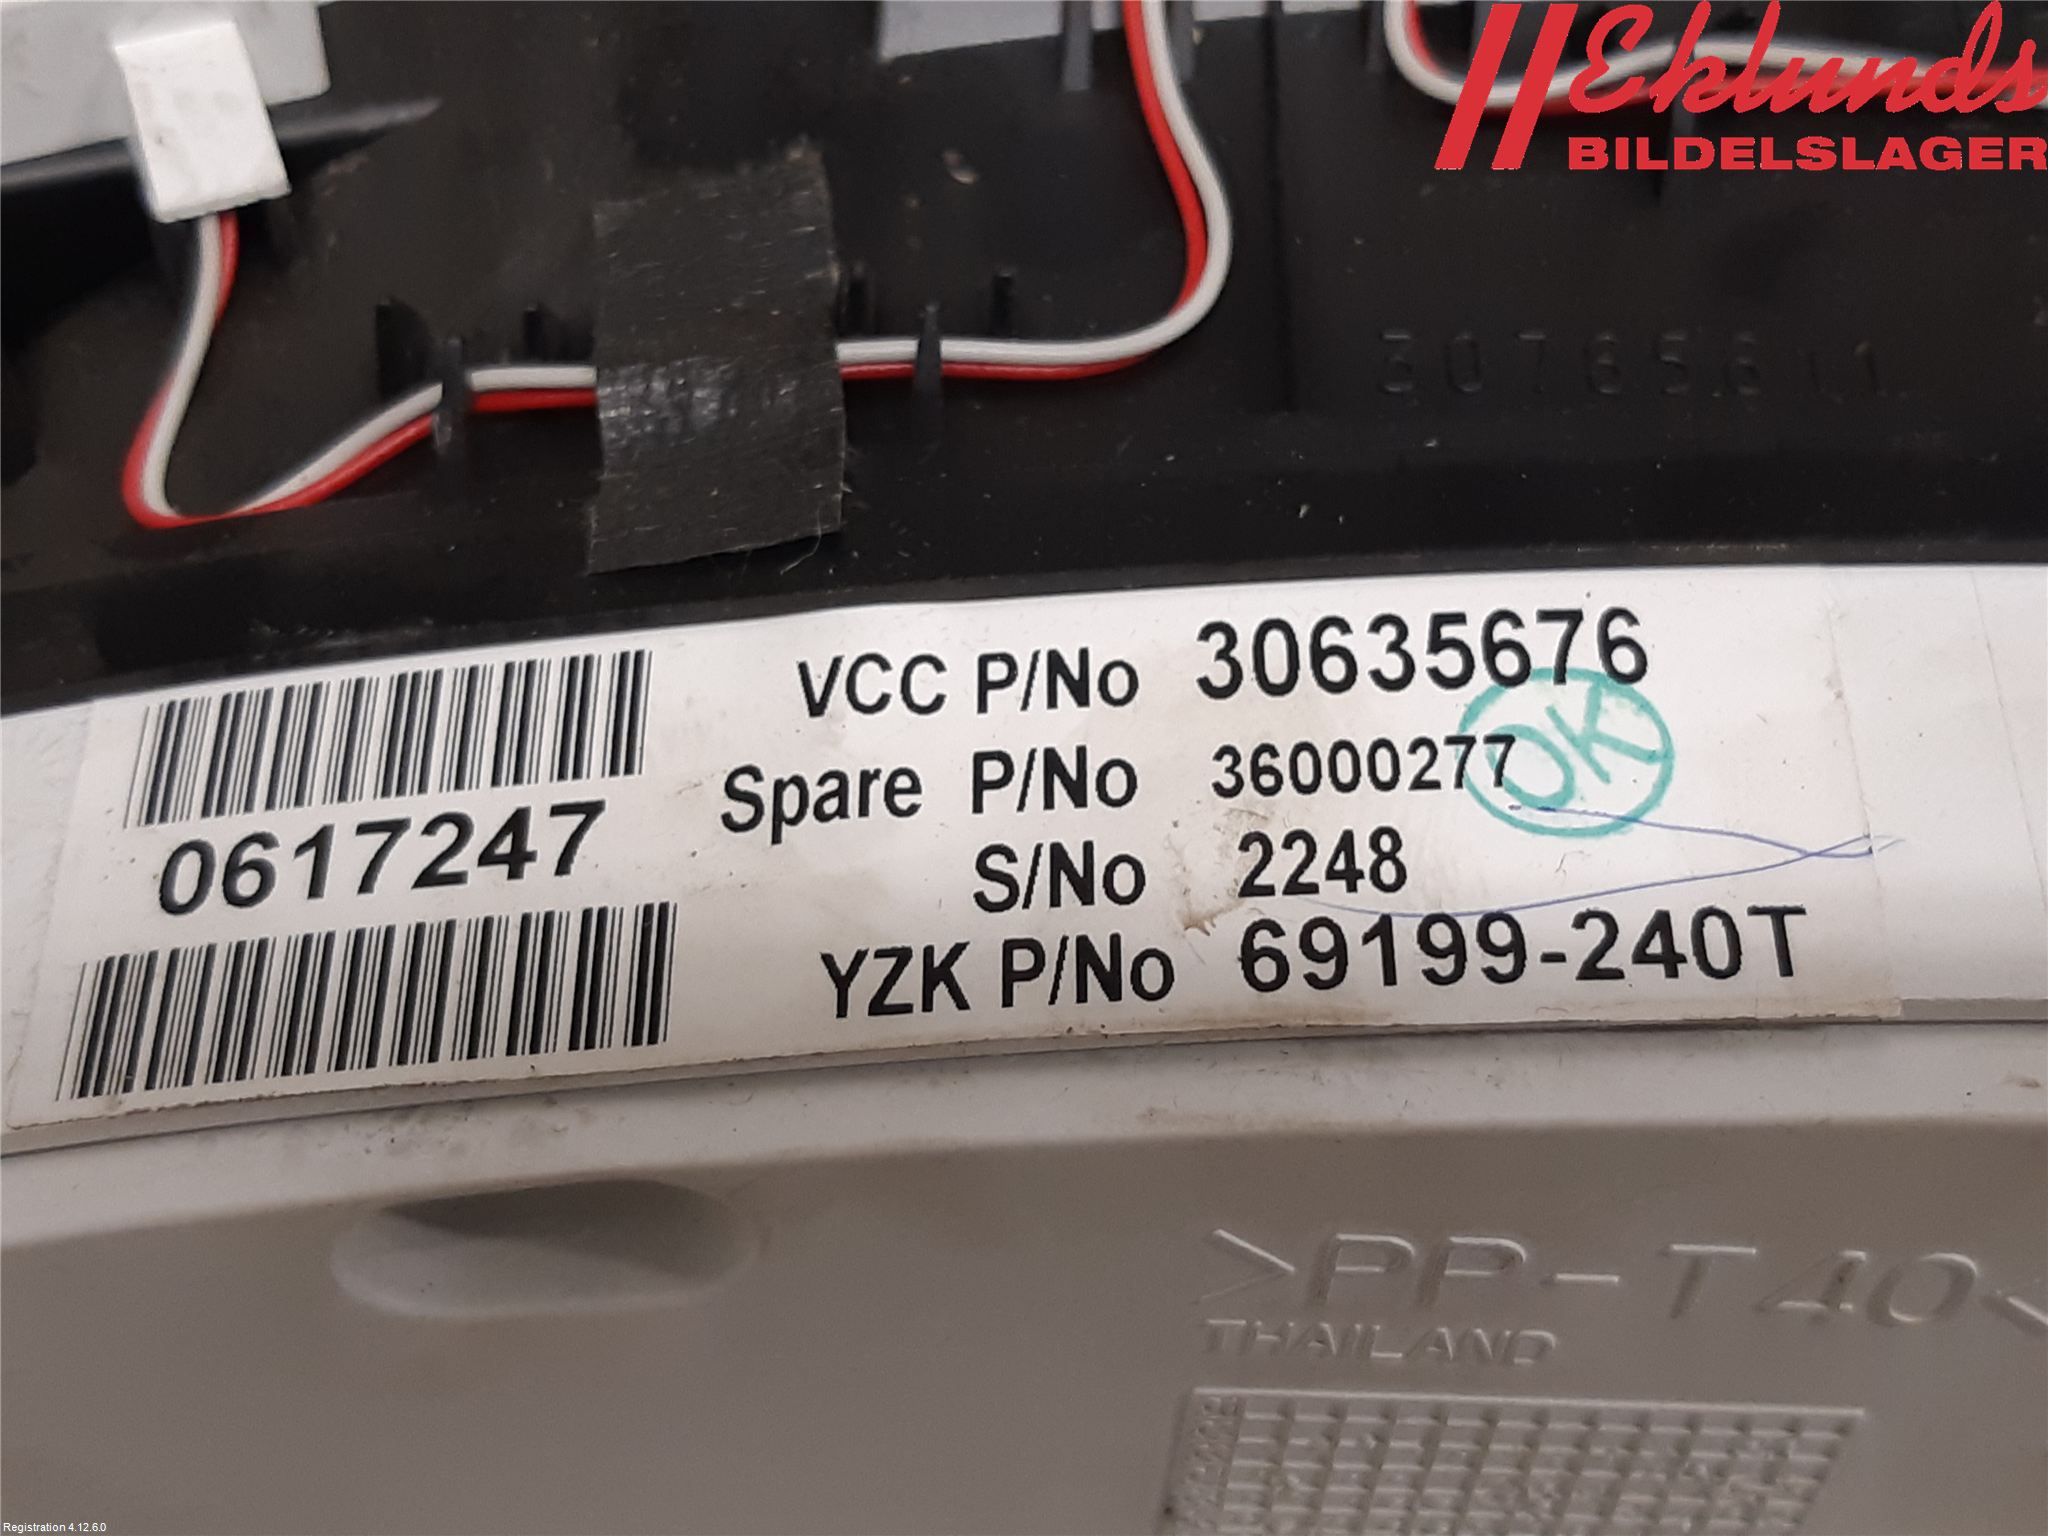 Eklunds
BILDELSLAGER
VCC P/No 30635676
OK
Spare P/No 36000277
0617247
S/No 2248
YZK P/No 69199-240T
>PP-T40<
THAILAND
Registration 4.12.6.0